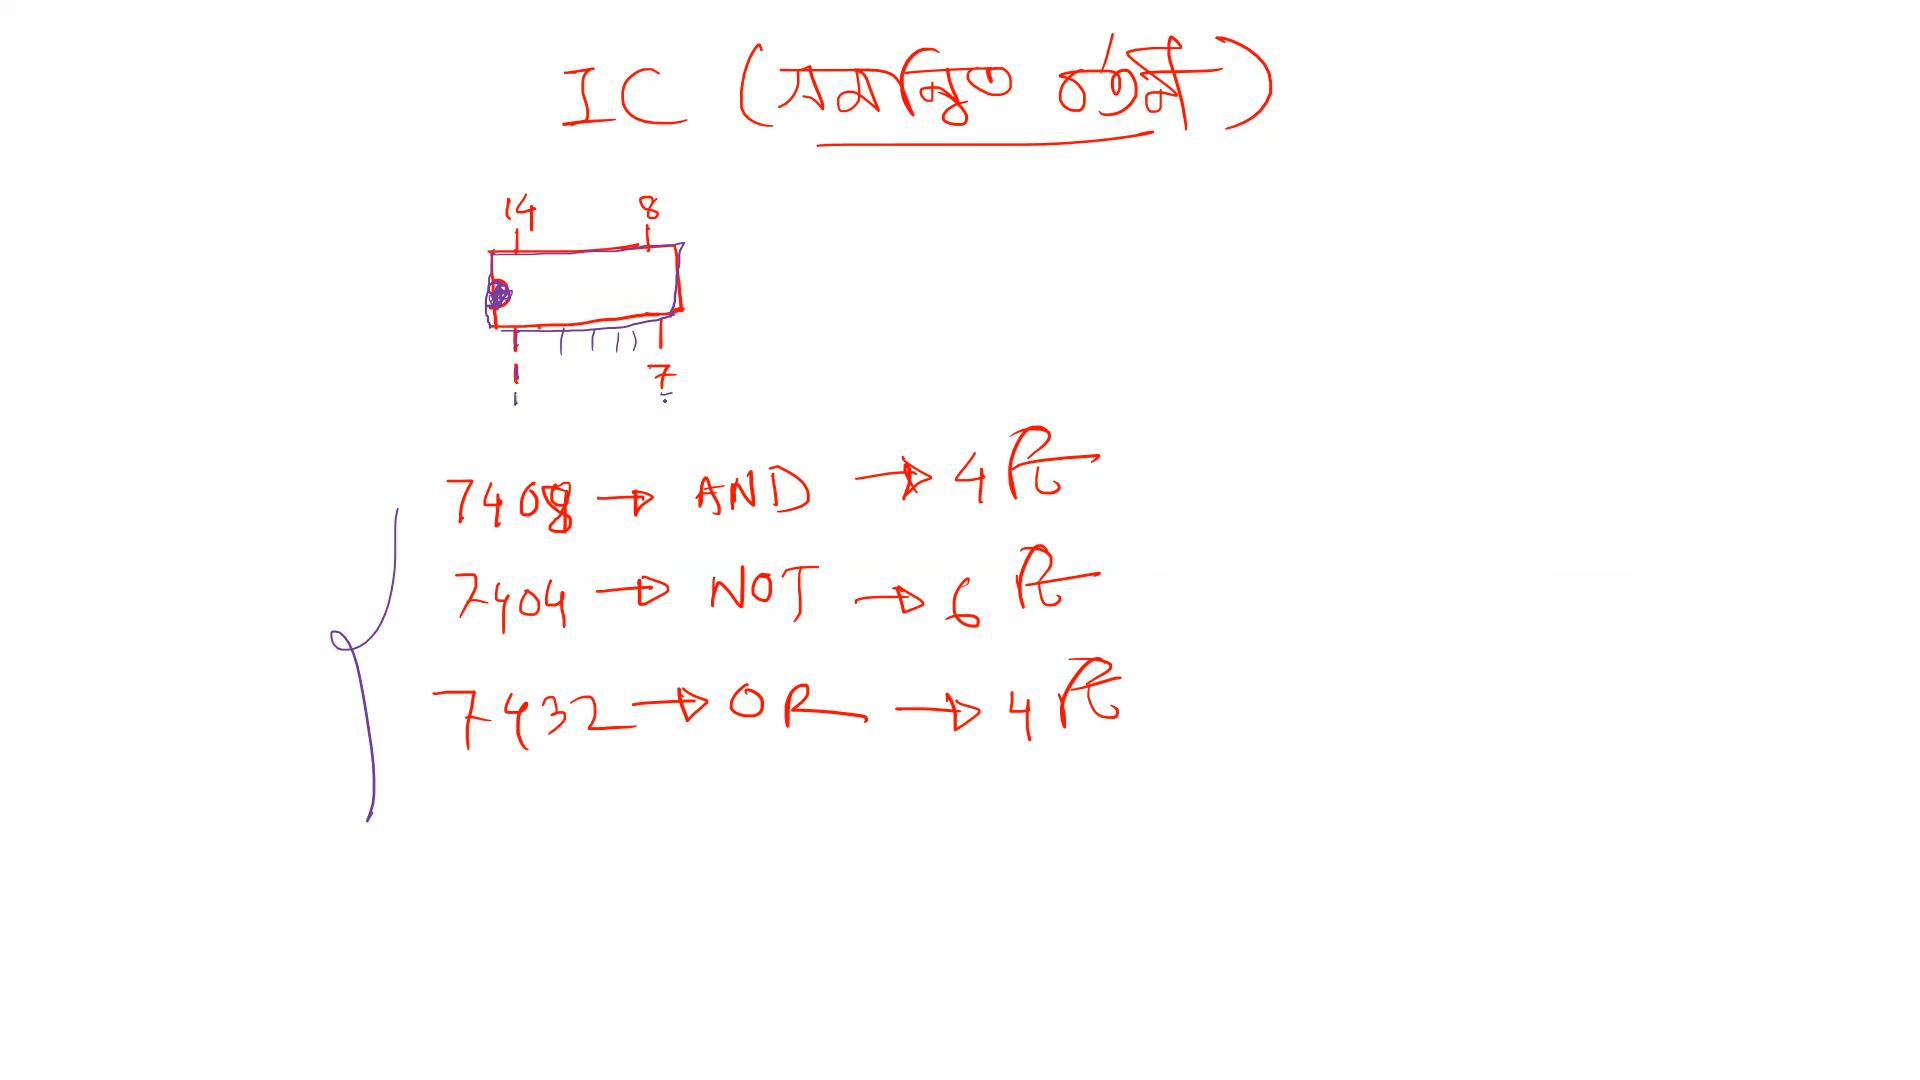 IC (সমন্বিত বর্তনী)
14 8
1 7
7408 → AND → 4 টি
7404 → NOT → 6 টি
7432 → OR → 4 টি